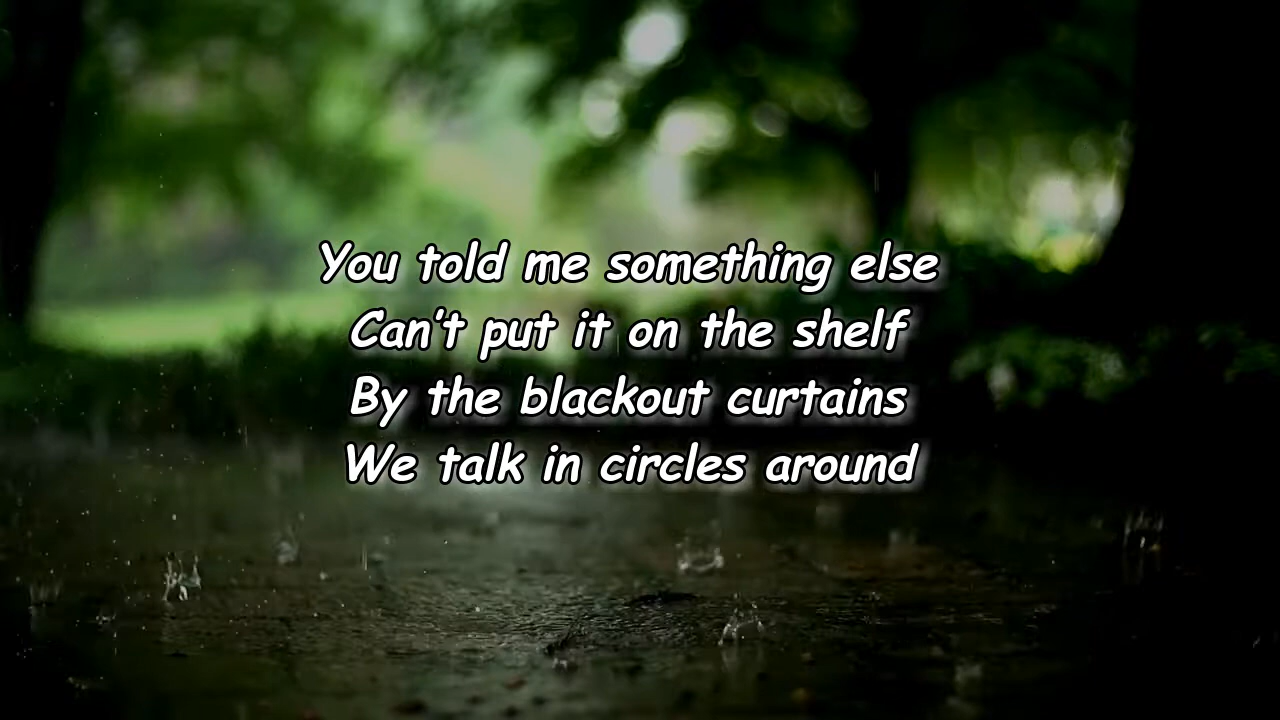 You told me something else
Can't put it on the shelf
By the blackout curtains
We talk in circles around